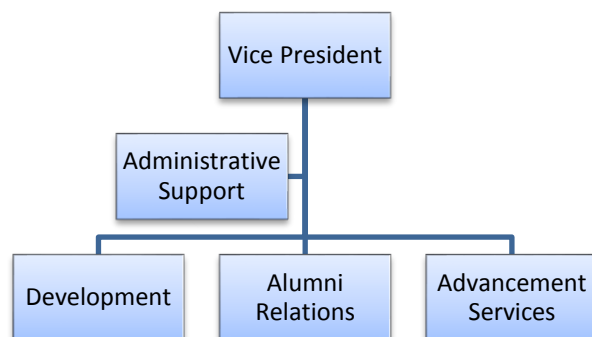 Vice President
Administrative
Support
Development
Alumni
Relations
Advancement
Services